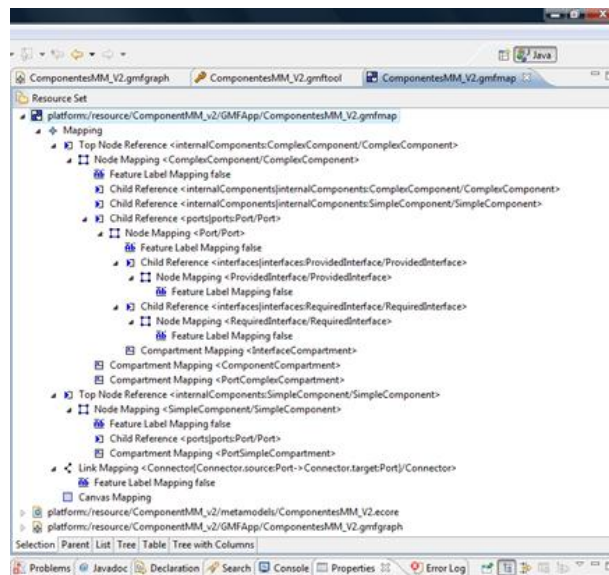 Java
ComponentesMM_V2.gmfgraph ComponentesMM_V2.gmftool ComponentesMM_V2.gmfmap
Resource Set
platform:/resource/ComponentMM_v2/GMFApp/ComponentesMM_V2.gmfmap
Mapping
Top Node Reference <internalComponents:ComplexComponent/ComplexComponent>
Node Mapping <ComplexComponent/ComplexComponent>
Feature Label Mapping false
Child Reference <internalComponents|internalComponents:ComplexComponent/ComplexComponent>
Child Reference <internalComponents|internalComponents:SimpleComponent/SimpleComponent>
Child Reference <ports|ports:Port/Port>
Node Mapping <Port/Port>
Feature Label Mapping false
Child Reference <interfaces|interfaces:ProvidedInterface/ProvidedInterface>
Node Mapping <ProvidedInterface/ProvidedInterface>
Feature Label Mapping false
Child Reference <interfaces|interfaces:RequiredInterface/RequiredInterface>
Node Mapping <RequiredInterface/RequiredInterface>
Feature Label Mapping false
Compartment Mapping <InterfaceCompartment>
Compartment Mapping <ComponentCompartment>
Compartment Mapping <PortComplexCompartment>
Top Node Reference <internalComponents:SimpleComponent/SimpleComponent>
Node Mapping <SimpleComponent/SimpleComponent>
Feature Label Mapping false
Child Reference <ports|ports:Port/Port>
Compartment Mapping <PortSimpleCompartment>
Link Mapping <Connector{Connector.source:Port->Connector.target:Port}/Connector>
Feature Label Mapping false
Canvas Mapping
platform:/resource/ComponentMM_v2/metamodels/ComponentesMM_V2.ecore
platform:/resource/ComponentMM_v2/GMFApp/ComponentesMM_V2.gmfgraph
Selection Parent List Tree Table Tree with Columns
Problems Javadoc Declaration Search Console Properties Error Log